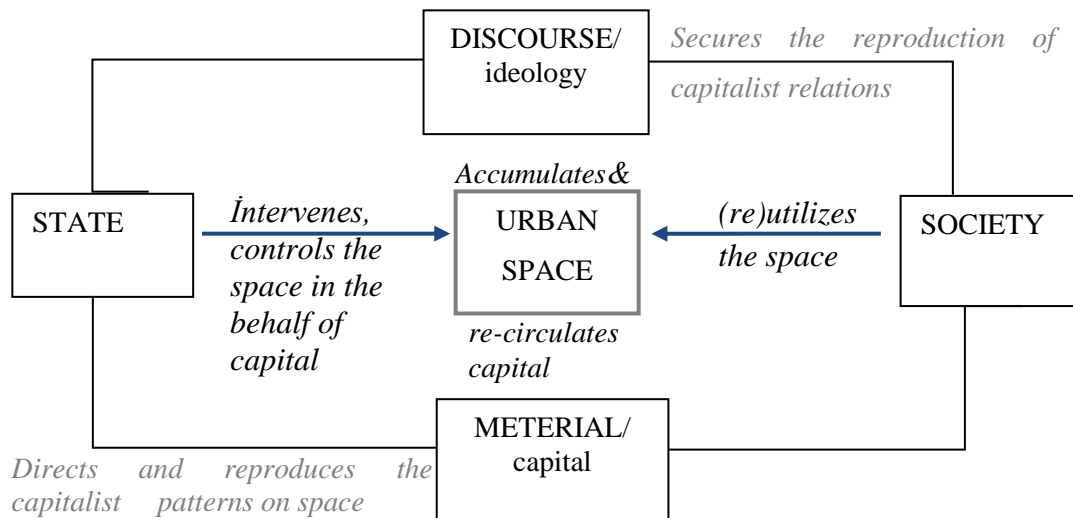 DISCOURSE/
ideology
Secures the reproduction of
capitalist relations
STATE
İntervenes,
controls the
space in the
behalf of
capital
Accumulates&
URBAN
SPACE
re-circulates
capital
(re)utilizes
the space
SOCIETY
METERIAL/
capital
Directs and reproduces the
capitalist patterns on space